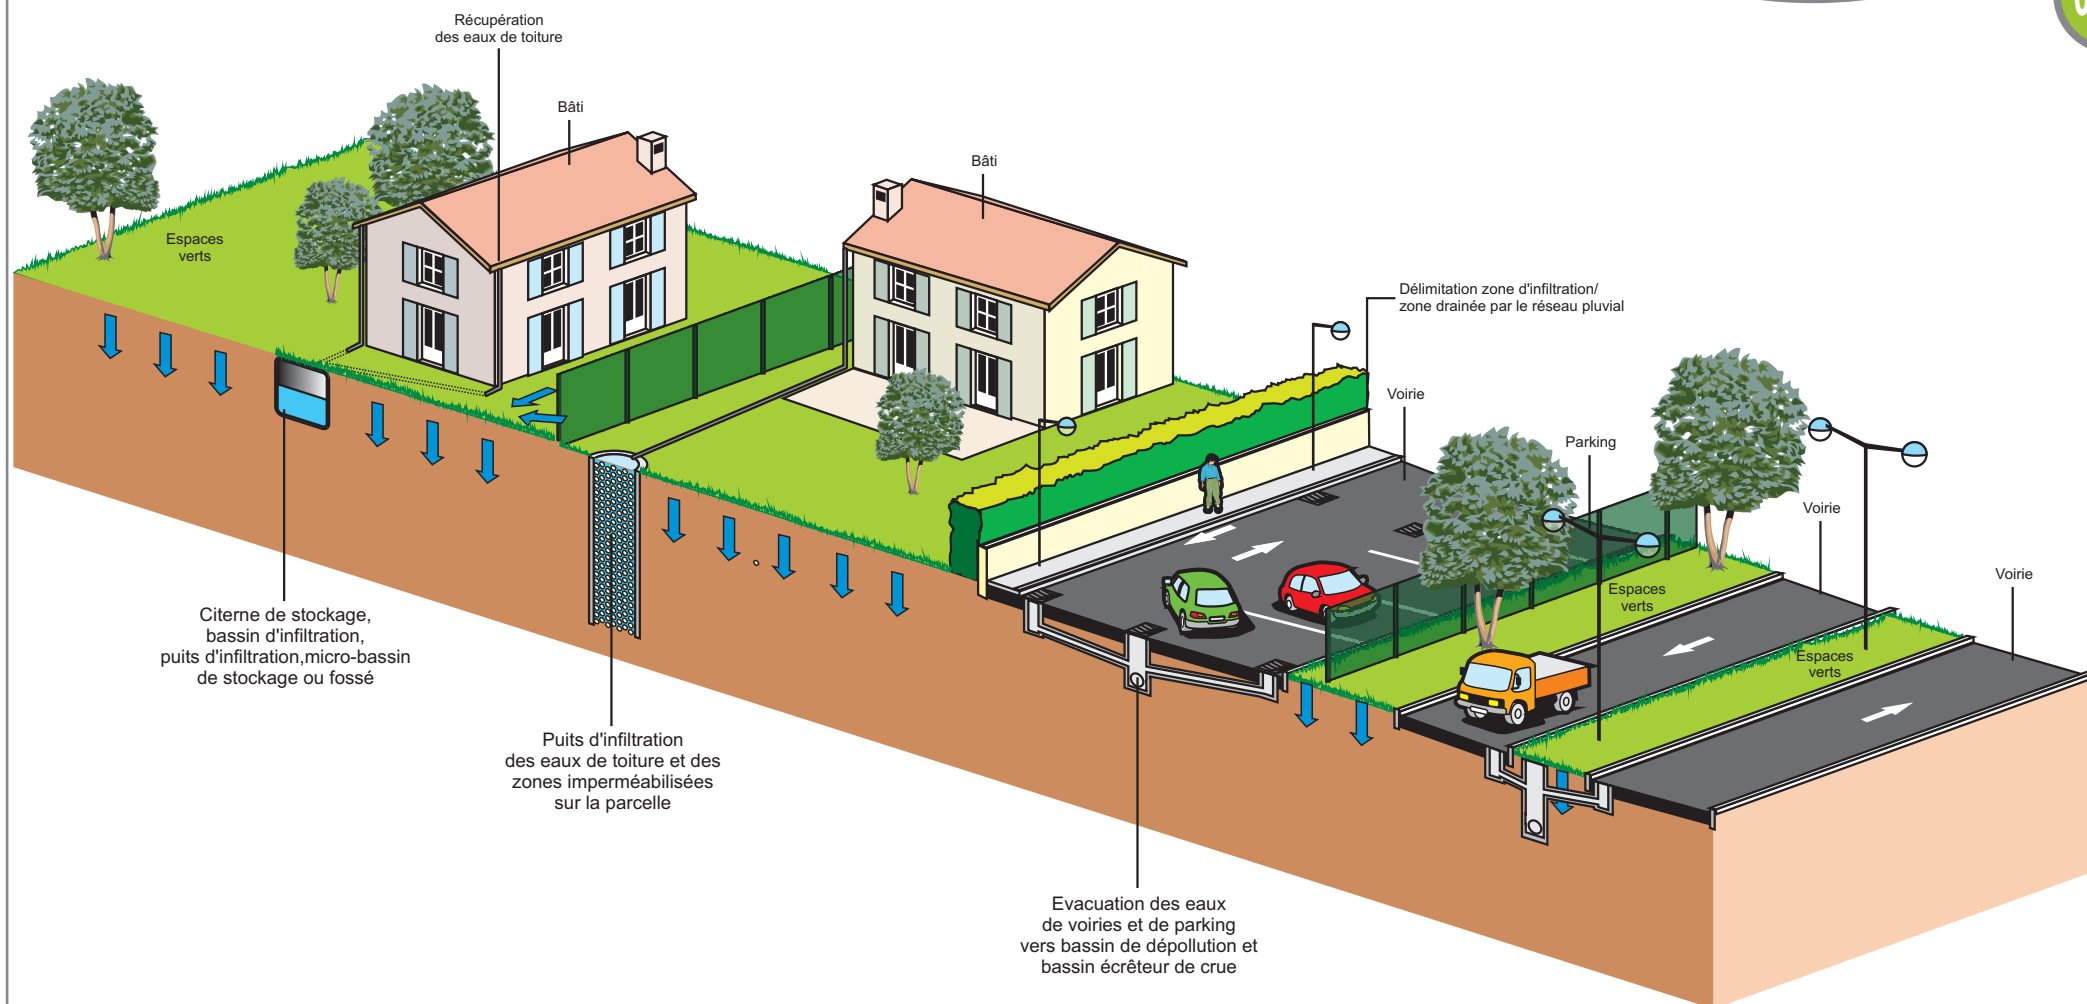 Récupération
des eaux de toiture
Bâti
Bâti
Espaces
verts
Délimitation zone d'infiltration/
zone drainée par le réseau pluvial
Voirie
Parking
Voirie
Voirie
Espaces
verts
Espaces
verts
Citerne de stockage,
bassin d'infiltration,
puits d'infiltration,micro-bassin
de stockage ou fossé
Puits d'infiltration
des eaux de toiture et des
zones imperméabilisées
sur la parcelle
Evacuation des eaux
de voiries et de parking
vers bassin de dépollution et
bassin écrêteur de crue